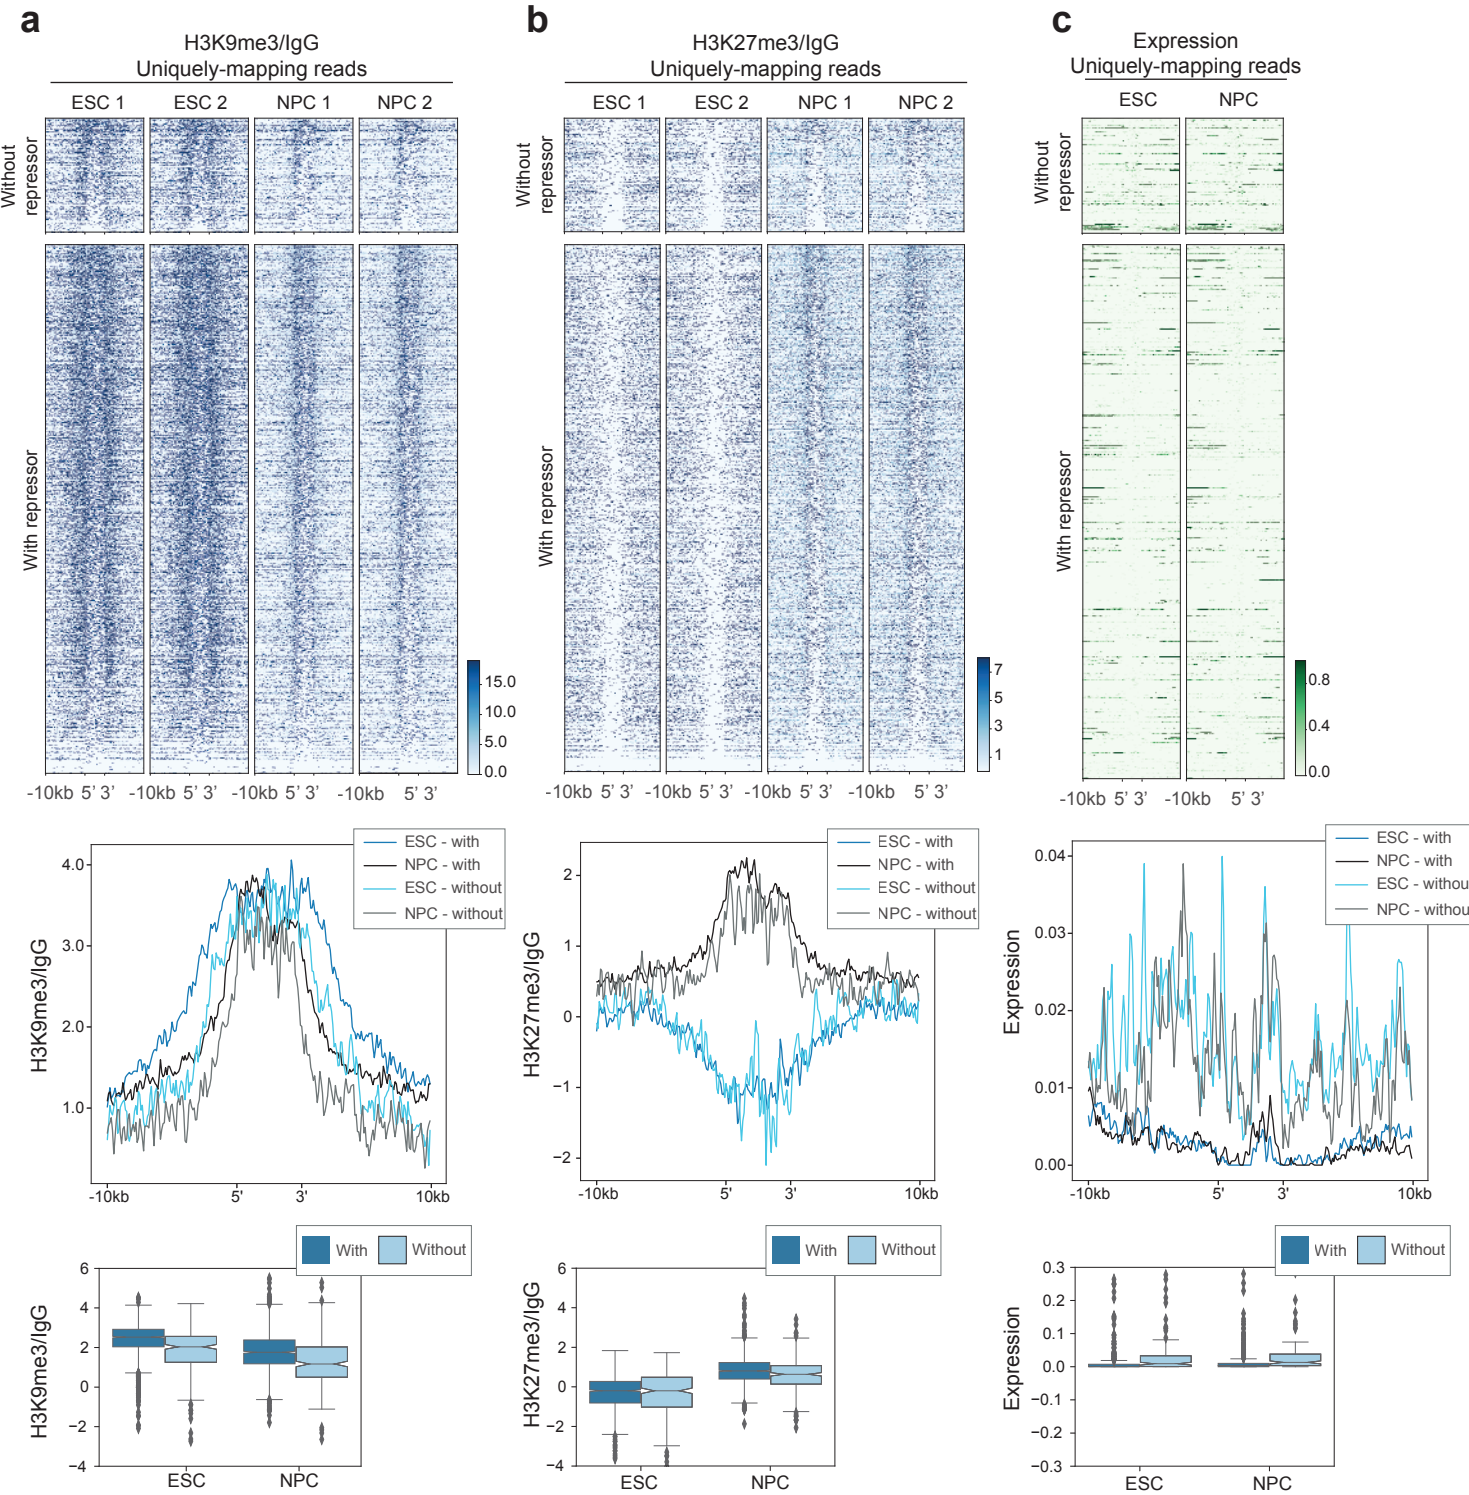 a
H3K9me3/IgG
Uniquely-mapping reads
ESC 1 ESC 2 NPC 1 NPC 2
Without
repressor
With repressor
15.0
10.0
5.0
0.0
-10kb 5' 3' -10kb 5' 3' -10kb 5' 3' -10kb 5' 3'
ESC - with
NPC - with
ESC - without
NPC - without
H3K9me3/IgG
4.0
3.0
2.0
1.0
-10kb 5' 3' 10kb
With Without
H3K9me3/IgG
6
4
2
0
−2
−4
ESC NPC
b
H3K27me3/IgG
Uniquely-mapping reads
ESC 1 ESC 2 NPC 1 NPC 2
Without
repressor
With repressor
7
5
3
1
-10kb 5' 3' -10kb 5' 3' -10kb 5' 3' -10kb 5' 3'
ESC - with
NPC - with
ESC - without
NPC - without
H3K27me3/IgG
2
1
0
−1
−2
-10kb 5' 3' 10kb
With Without
H3K27me3/IgG
6
4
2
0
−2
−4
ESC NPC
c
Expression
Uniquely-mapping reads
ESC NPC
Without
repressor
With repressor
0.8
0.4
0.0
-10kb 5' 3' -10kb 5' 3'
ESC - with
NPC - with
ESC - without
NPC - without
Expression
0.04
0.03
0.02
0.01
0.00
-10kb 5' 3' 10kb
With Without
Expression
0.3
0.2
0.1
0.0
−0.1
−0.2
−0.3
ESC NPC